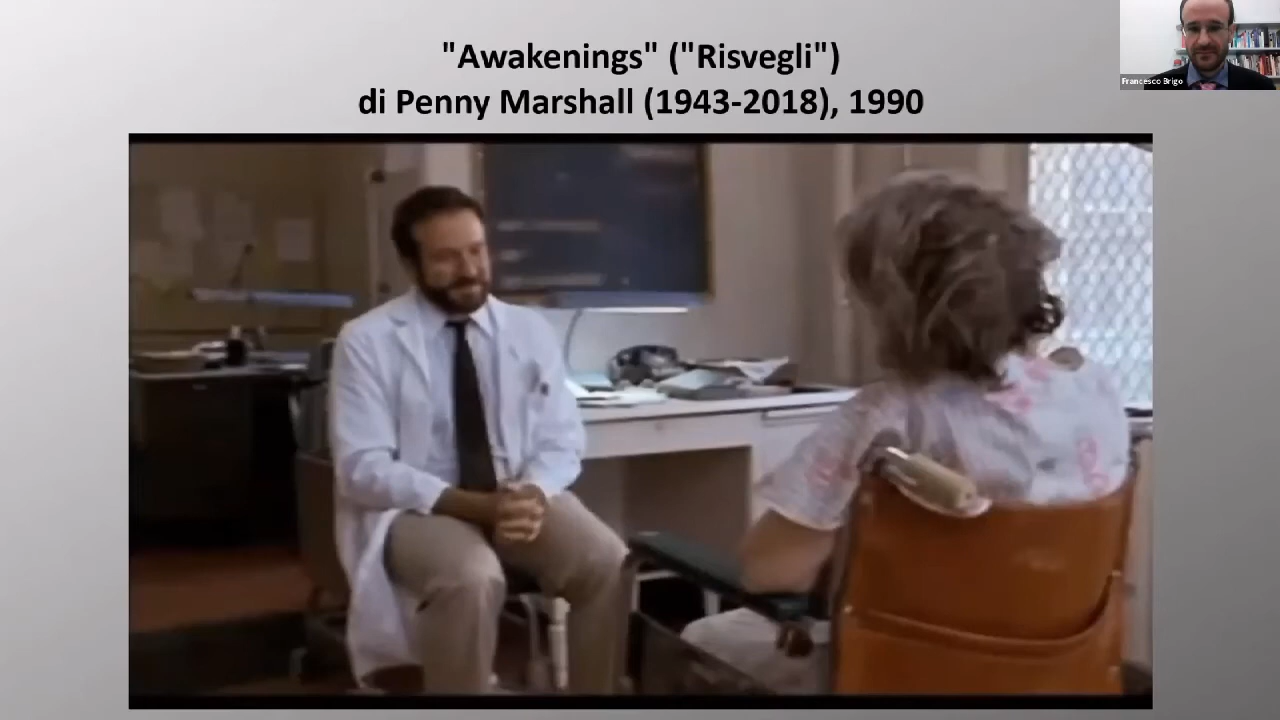 "Awakenings" ("Risvegli")
di Penny Marshall (1943-2018), 1990
Francesco Brigo